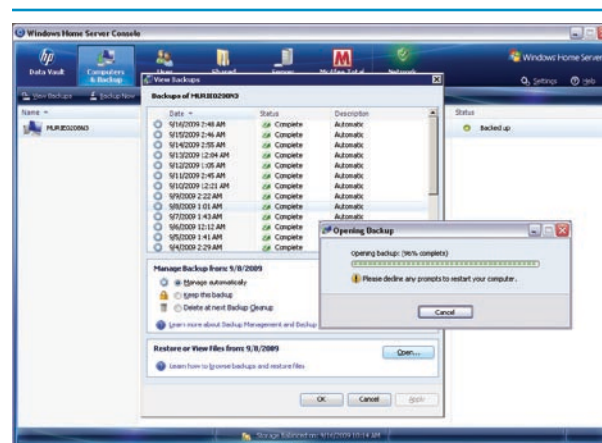 Windows Home Server Console
hp
Data Vault
Computers & Backup
McAfee Total
Network
Windows Home Server
View Backups
Backup Now
Settings
Help
Name
Status
Backed up
View Backups
Date
Status
Description
9/16/2009 2:48 AM Complete Automatic
9/15/2009 2:46 AM Complete Automatic
9/14/2009 2:55 AM Complete Automatic
9/13/2009 12:04 AM Complete Automatic
9/12/2009 1:05 AM Complete Automatic
9/11/2009 2:45 AM Complete Automatic
9/10/2009 12:21 AM Complete Automatic
9/9/2009 2:22 AM Complete Automatic
9/8/2009 1:01 AM Complete Automatic
9/7/2009 1:43 AM Complete Automatic
9/6/2009 12:12 AM Complete Automatic
9/5/2009 1:41 AM Complete Automatic
9/4/2009 2:29 AM Complete Automatic
Manage Backup from: 9/8/2009
Manage automatically
Keep this backup
Delete at next Backup Cleanup
Learn more about Backup Management and Backup
Restore or View Files from: 9/8/2009
Open...
Learn how to browse backups and restore files
OK
Cancel
Apply
Opening Backup
Opening backup: (96% complete)
Please decline any prompts to restart your computer.
Cancel
Storage Balanced on: 9/16/2009 10:14 AM